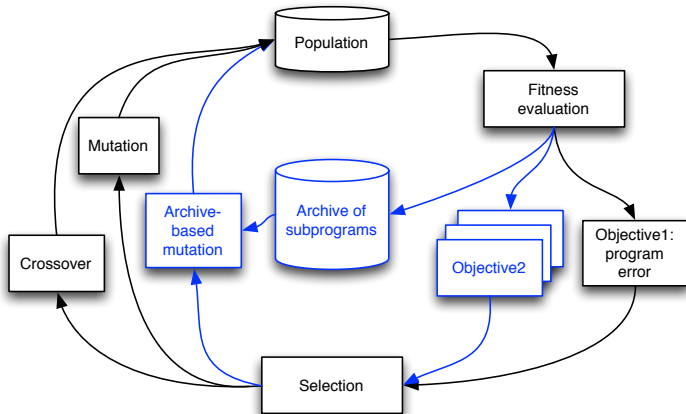 Population
Fitness
evaluation
Mutation
Archive-
based
mutation
Archive of
subprograms
Objective1:
program
error
Crossover
Objective2
Selection